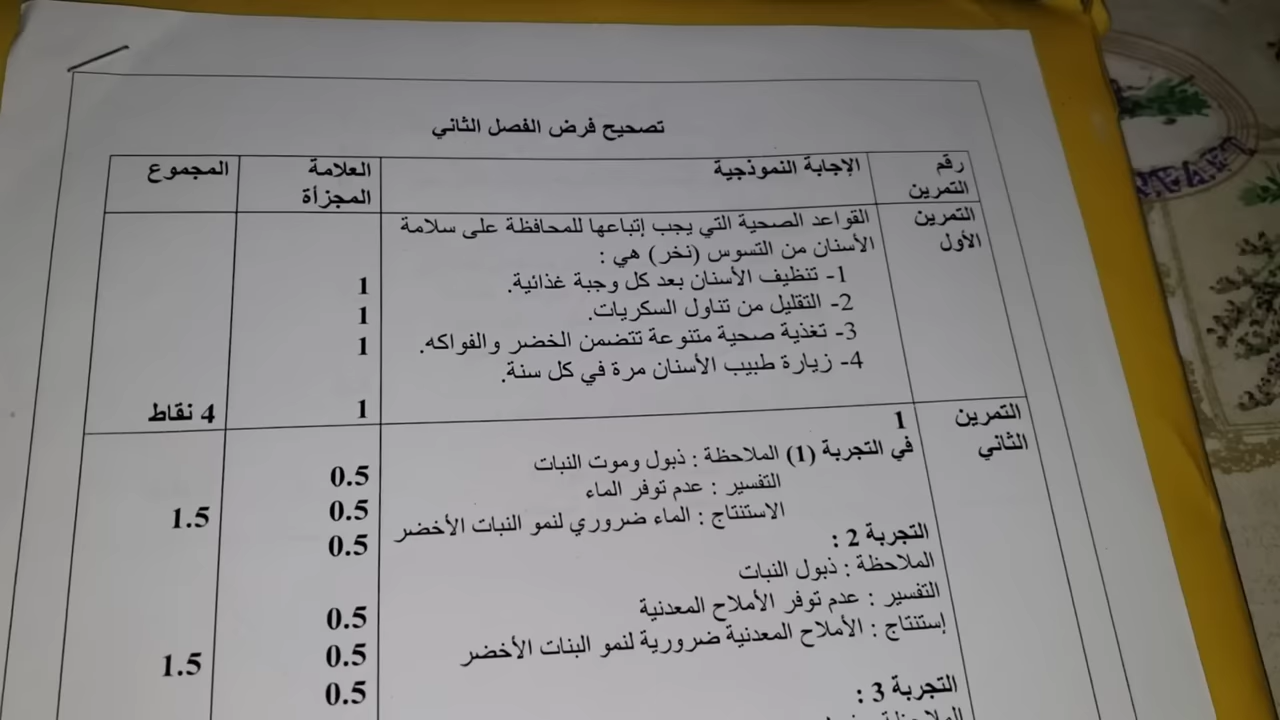 تصحيح فرض الفصل الثاني
رقم التمرين
الإجابة النموذجية
العلامة المجزأة
المجموع
التمرين الأول
القواعد الصحية التي يجب إتباعها للمحافظة على سلامة
الأسنان من التسوس (نخر) هي :
1- تنظيف الأسنان بعد كل وجبة غذائية.
1
2- التقليل من تناول السكريات.
1
3- تغذية صحية متنوعة تتضمن الخضر والفواكه.
1
4- زيارة طبيب الأسنان مرة في كل سنة.
1
4 نقاط
التمرين الثاني
1
في التجربة (1) الملاحظة : ذبول وموت النبات
0.5
التفسير : عدم توفر الماء
0.5
1.5
الاستنتاج : الماء ضروري لنمو النبات الأخضر
0.5
التجربة 2 :
الملاحظة : ذبول النبات
0.5
التفسير : عدم توفر الأملاح المعدنية
0.5
1.5
إستنتاج : الأملاح المعدنية ضرورية لنمو البنات الأخضر
0.5
التجربة 3 :